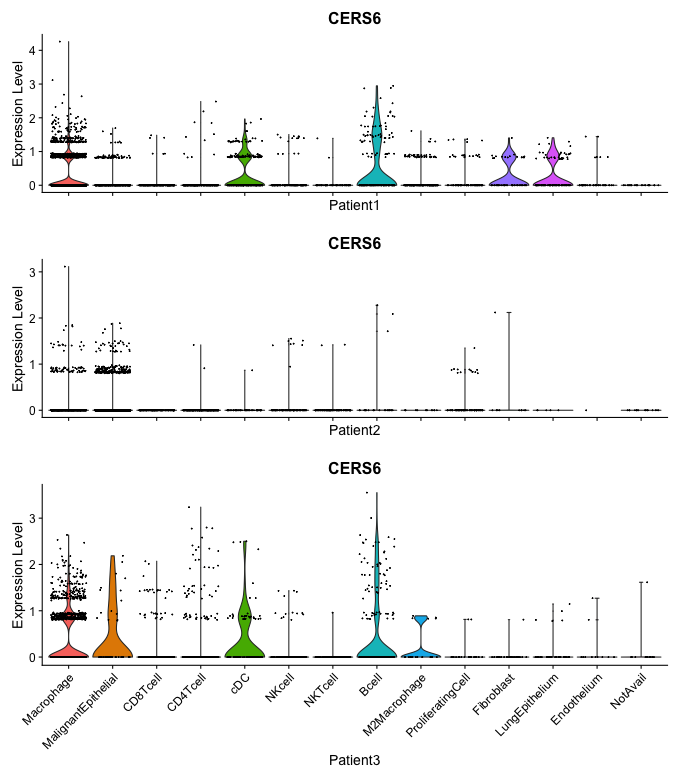 CERS6
Expression Level
4
3
2
1
0
Patient1
CERS6
Expression Level
3
2
1
0
Patient2
CERS6
Expression Level
3
2
1
0
Macrophage
MalignantEpithelial
CD8Tcell
CD4Tcell
cDC
NKcell
NKTcell
Bcell
M2Macrophage
ProliferatingCell
Fibroblast
LungEpithelium
Endothelium
NotAvail
Patient3